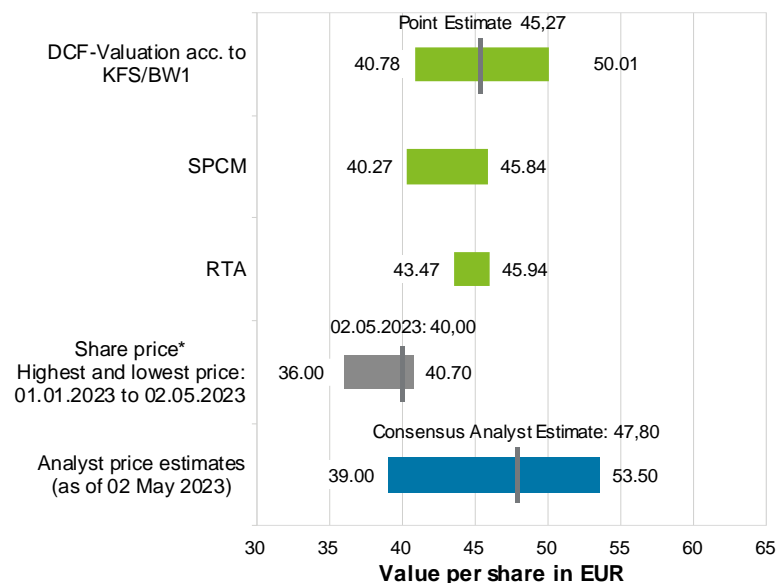 Point Estimate 45,27
DCF-Valuation acc. to
KFS/BW1
40.78
50.01
SPCM
40.27
45.84
RTA
43.47
45.94
02.05.2023: 40,00
Share price*
Highest and lowest price:
01.01.2023 to 02.05.2023
36.00
40.70
Consensus Analyst Estimate: 47,80
Analyst price estimates
(as of 02 May 2023)
39.00
53.50
30 35 40 45 50 55 60 65
Value per share in EUR